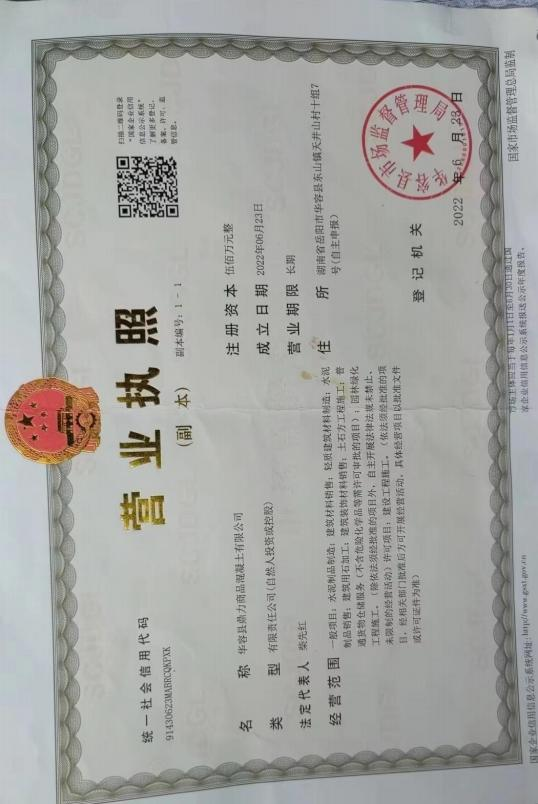 营业执照
(副 本)
副本编号：1－1
统一社会信用代码
91430623MABRCQKPXK
扫描二维码登录
“国家企业信用
信息公示系统”
了解更多登记、
备案、许可、监
管信息。
名 称 华容县鼎力商品混凝土有限公司
类 型 有限责任公司(自然人投资或控股)
法定代表人 柴先红
经营范围 一般项目：水泥制品制造；建筑材料销售；轻质建筑材料制造；水泥
制品销售；建筑用石加工；建筑装饰材料销售；土石方工程施工；普
通货物仓储服务（不含危险化学品等需许可审批的项目）；园林绿化
工程施工。（除依法须经批准的项目外，自主开展法律法规未禁止、
未限制的经营活动）许可项目：建设工程施工。（依法须经批准的项
目，经相关部门批准后方可开展经营活动，具体经营项目以批准文件
或许可证件为准）
注册资本 伍佰万元整
成立日期 2022年06月23日
营业期限 长期
住 所 湖南省岳阳市华容县东山镇天井山村十组7
号(自主申报)
登记机关
华容县市场监督管理局
2022 年 6 月 23 日
国家企业信用信息公示系统网址：http://www.gsxt.gov.cn
市场主体应当于每年1月1日至6月30日通过国
家企业信用信息公示系统报送公示年度报告。
国家市场监督管理总局监制